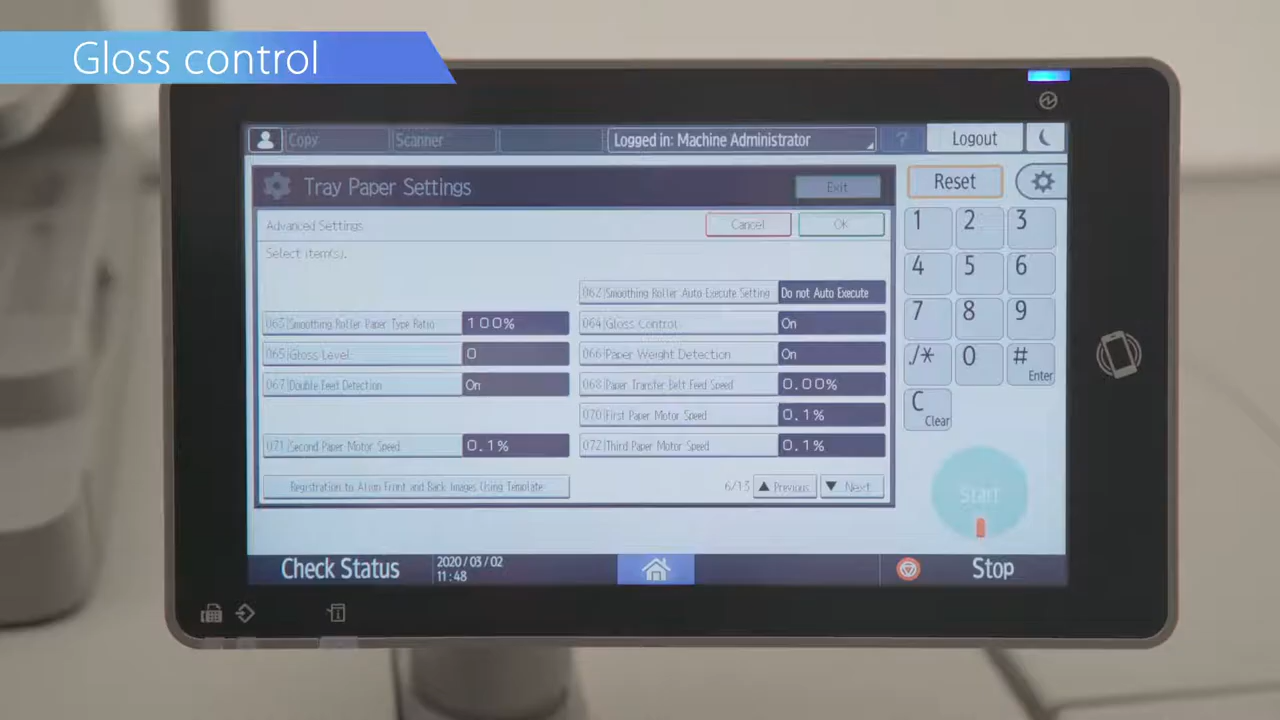 Gloss control
Copy
Scanner
Logged in: Machine Administrator
?
Logout
Tray Paper Settings
Exit
Reset
Advanced Settings
Cancel
OK
Select item(s).
062 Smoothing Roller Auto-Execute Setting
Do not Auto Execute
063 Smoothing Roller Paper Type Ratio
100%
064 Gloss Control
On
065 Gloss Level
0
066 Paper Weight Detection
On
067 Double Feed Detection
On
068 Paper Transfer Belt Feed Speed
0.00%
070 First Paper Motor Speed
0.1%
071 Second Paper Motor Speed
0.1%
072 Third Paper Motor Speed
0.1%
Registration to Align Front and Back Images Using Template
6/13
▲ Previous
▼ Next
1
2
3
4
5
6
7
8
9
./*
0
#
Enter
C
Clear
Start
Check Status
2020/03/02
11:48
Stop